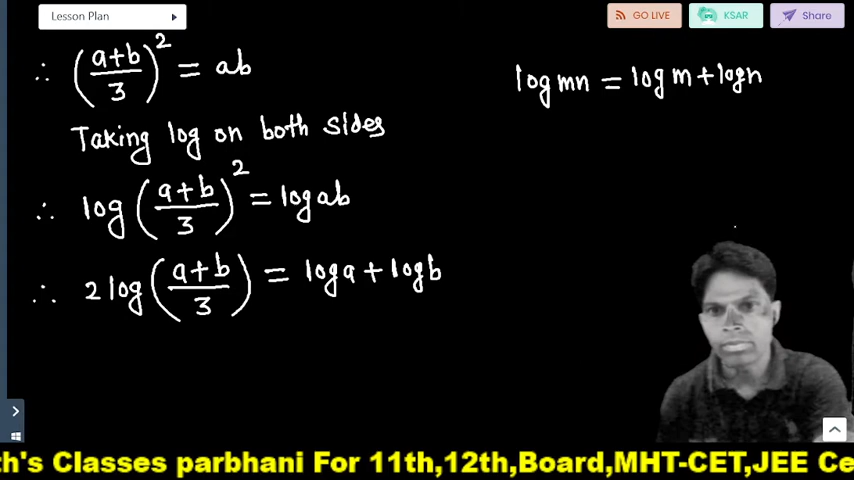 Lesson Plan
GO LIVE
KSAR
Share
∴ ((a+b)/3)² = ab
log mn = log m + log n
Taking log on both sides
∴ log((a+b)/3)² = log ab
∴ 2 log((a+b)/3) = log a + log b
th's Classes parbhani For 11th,12th,Board,MHT-CET,JEE Ce